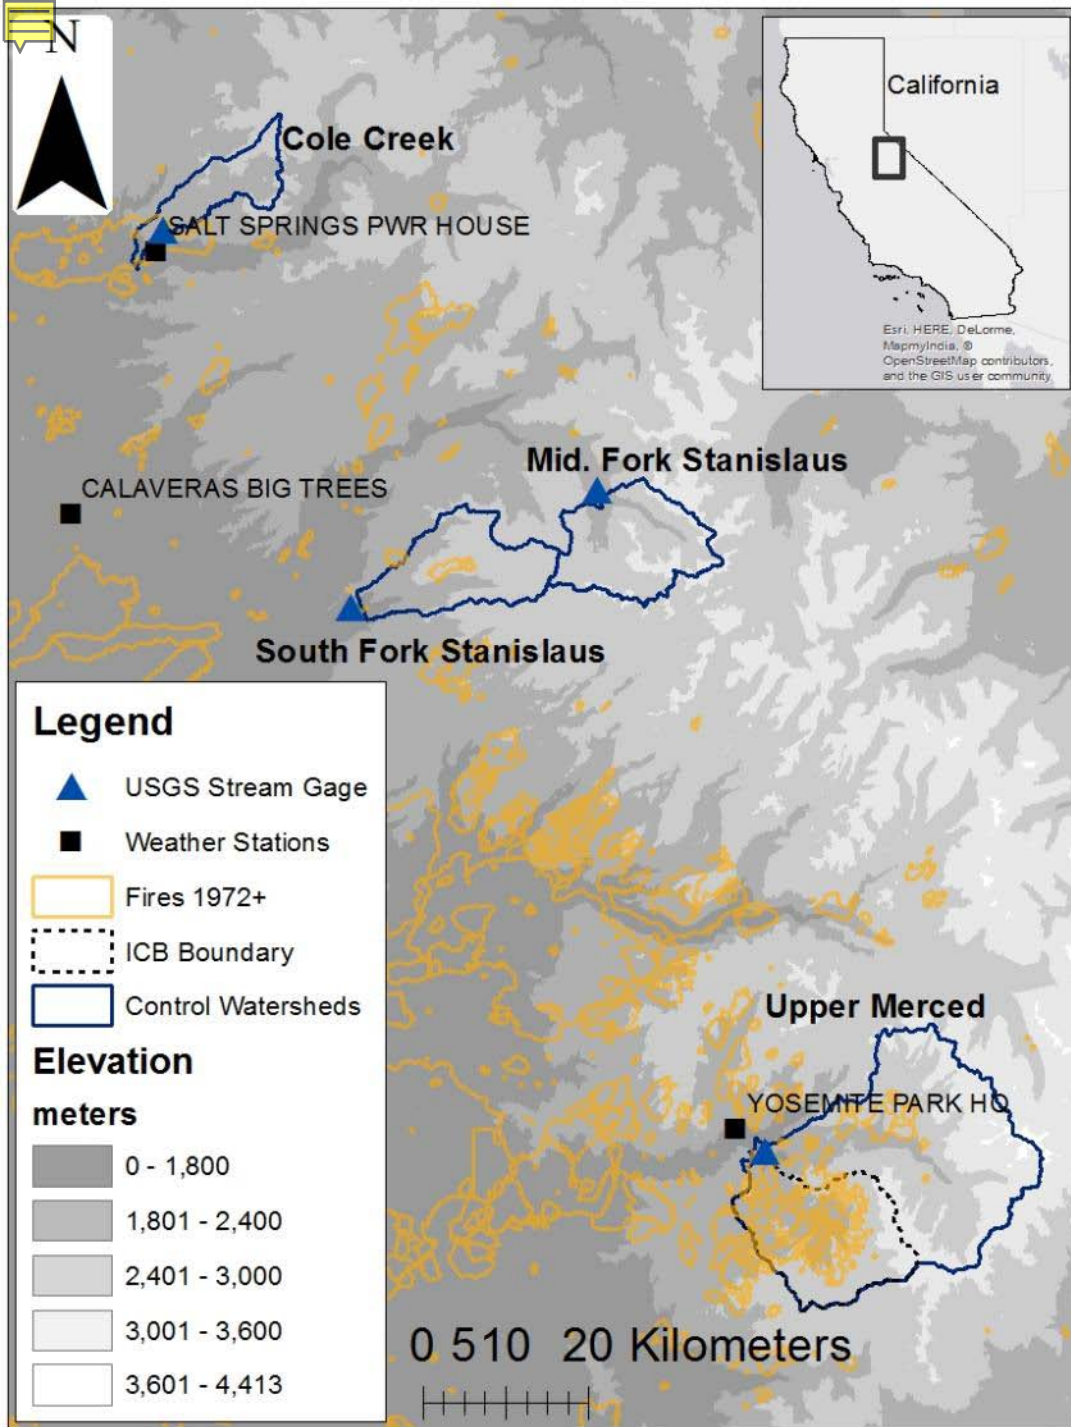 N
California
Cole Creek
SALT SPRINGS PWR HOUSE
Esri, HERE, DeLorme,
MapmyIndia, ©
OpenStreetMap contributors,
and the GIS user community
Mid. Fork Stanislaus
CALAVERAS BIG TREES
South Fork Stanislaus
Legend
USGS Stream Gage
Weather Stations
Fires 1972+
ICB Boundary
Control Watersheds
Elevation
meters
0 - 1,800
1,801 - 2,400
2,401 - 3,000
3,001 - 3,600
3,601 - 4,413
Upper Merced
YOSEMITE PARK HQ
0 510 20 Kilometers